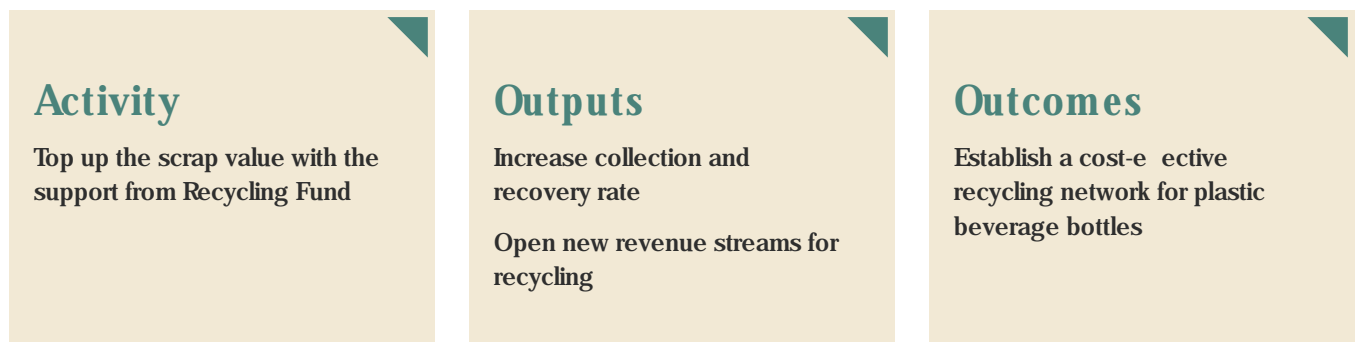 Activity
Top up the scrap value with the
support from Recycling Fund
Outputs
Increase collection and
recovery rate
Open new revenue streams for
recycling
Outcomes
Establish a cost-e ective
recycling network for plastic
beverage bottles